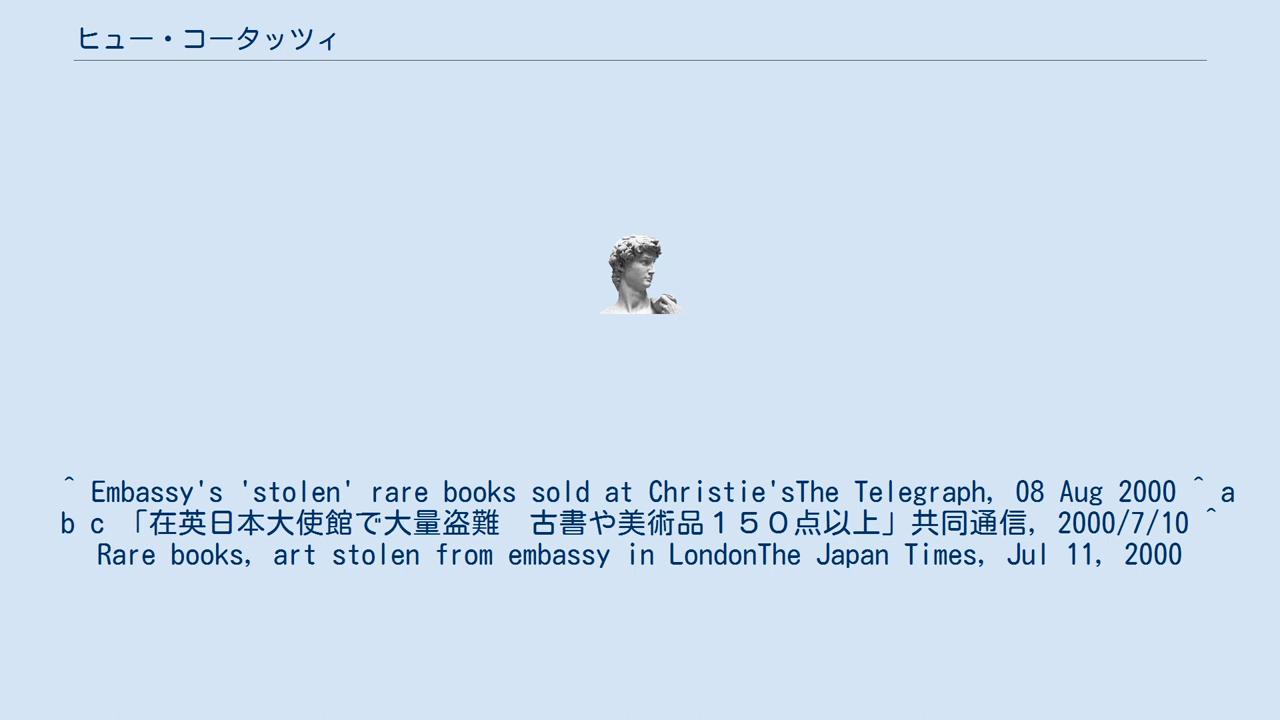 ヒュー・コータッツィ
^ Embassy's 'stolen' rare books sold at Christie'sThe Telegraph, 08 Aug 2000 ^ a
b c 「在英日本大使館で大量盗難　古書や美術品１５０点以上」共同通信, 2000/7/10 ^
Rare books, art stolen from embassy in LondonThe Japan Times, Jul 11, 2000